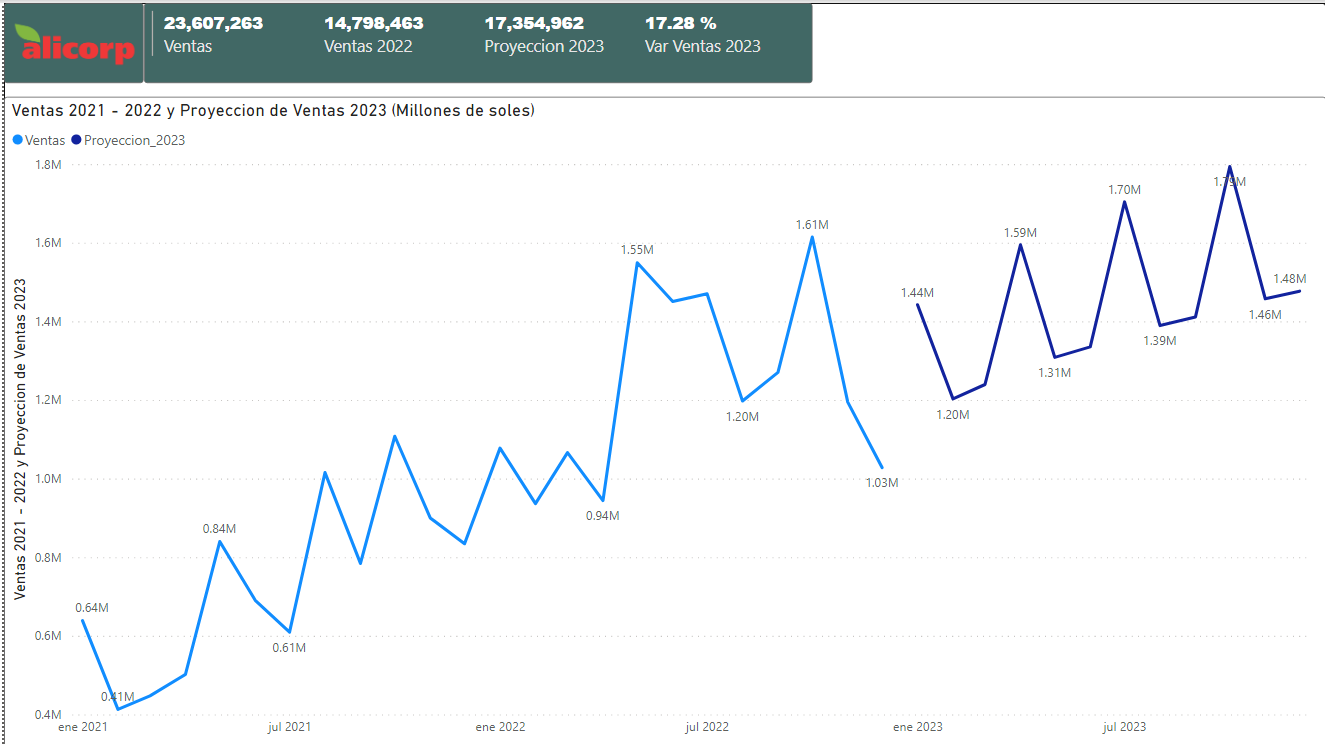 alicorp
23,607,263
Ventas
14,798,463
Ventas 2022
17,354,962
Proyeccion 2023
17.28 %
Var Ventas 2023
Ventas 2021 - 2022 y Proyeccion de Ventas 2023 (Millones de soles)
Ventas
Proyeccion_2023
Ventas 2021 - 2022 y Proyeccion de Ventas 2023
1.8M
1.6M
1.4M
1.2M
1.0M
0.8M
0.6M
0.4M
0.64M
0.41M
0.84M
0.61M
0.94M
1.55M
1.20M
1.61M
1.03M
1.44M
1.20M
1.59M
1.31M
1.70M
1.39M
1.79M
1.46M
1.48M
ene 2021
jul 2021
ene 2022
jul 2022
ene 2023
jul 2023